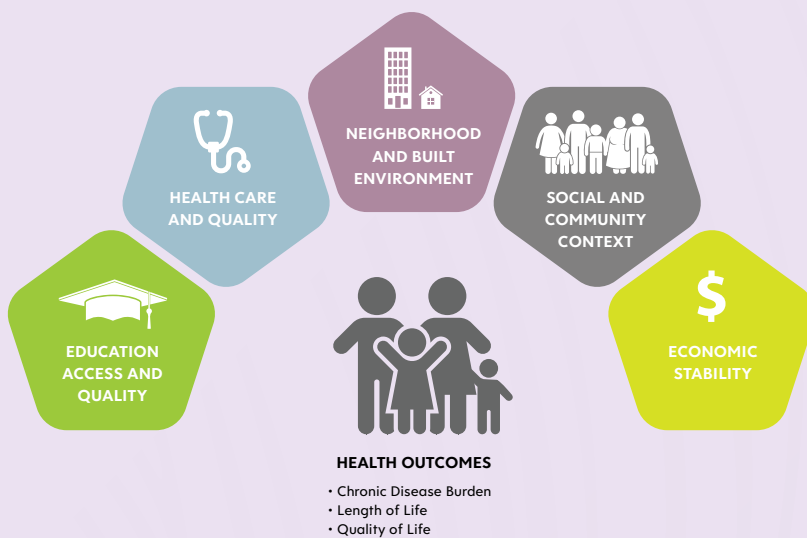 NEIGHBORHOOD
AND BUILT
ENVIRONMENT
HEALTH CARE
AND QUALITY
SOCIAL AND
COMMUNITY
CONTEXT
EDUCATION
ACCESS AND
QUALITY
$
ECONOMIC
STABILITY
HEALTH OUTCOMES
• Chronic Disease Burden
• Length of Life
• Quality of Life